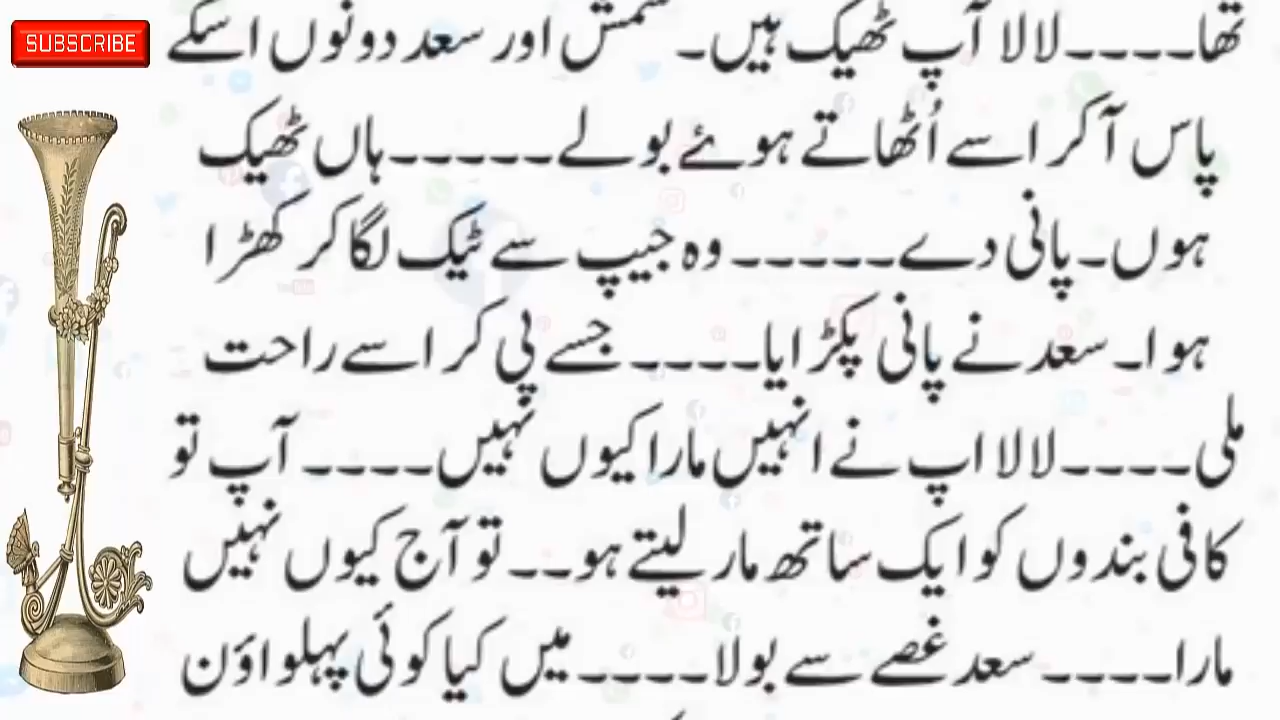 SUBSCRIBE
تھا۔۔۔۔لالا آپ ٹھیک ہیں۔ شمس اور سعد دونوں اسکے
پاس آکر اسے اُٹھاتے ہوئے بولے۔۔۔۔۔ہاں ٹھیک
ہوں۔پانی دے۔۔۔۔۔ وہ جیپ سے ٹیک لگا کر کھڑا
ہوا۔سعد نے پانی پکڑایا۔۔۔۔جسے پی کر اسے راحت
ملی۔۔۔۔لالا اپ نے انہیں مارا کیوں نہیں۔۔۔۔ آپ تو
کافی بندوں کو ایک ساتھ مار لیتے ہو۔۔تو آج کیوں نہیں
مارا۔۔۔۔ سعد غصے سے بولا۔۔۔۔ میں کیا کوئی پہلواؤن